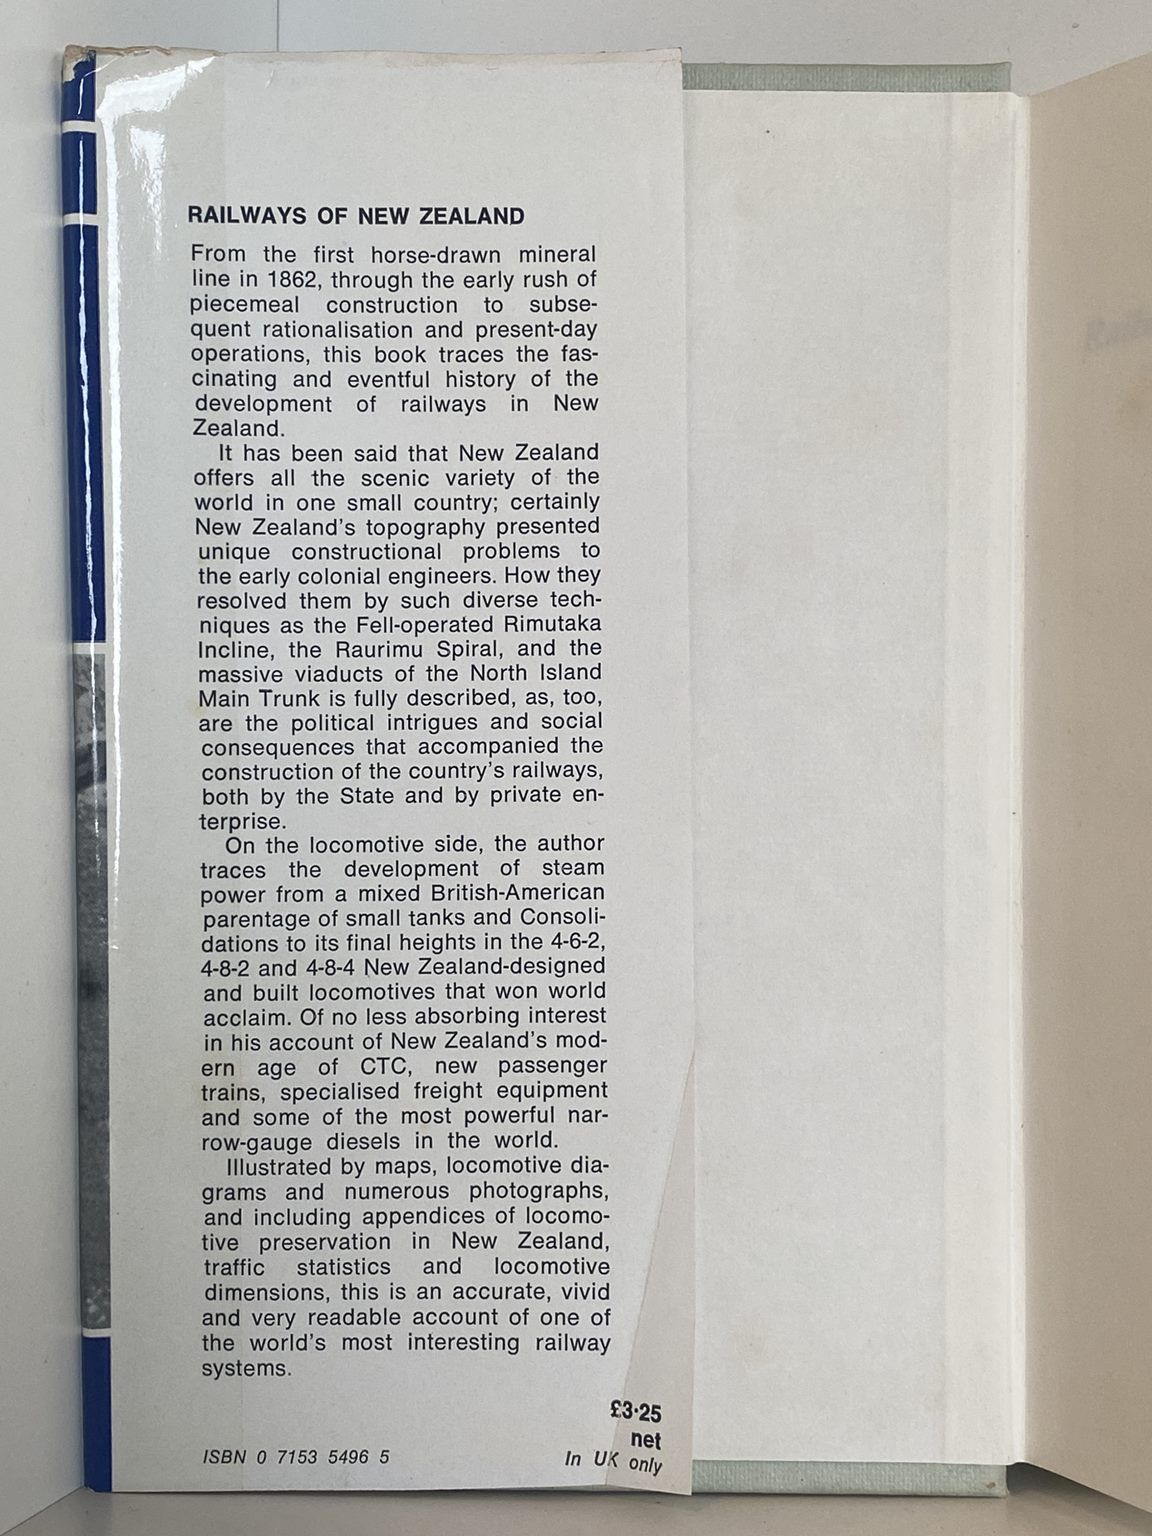 RAILWAYS OF NEW ZEALAND
From the first horse-drawn mineral
line in 1862, through the early rush of
piecemeal construction to subse-
quent rationalisation and present-day
operations, this book traces the fas-
cinating and eventful history of the
development of railways in New
Zealand.
It has been said that New Zealand
offers all the scenic variety of the
world in one small country; certainly
New Zealand's topography presented
unique constructional problems to
the early colonial engineers. How they
resolved them by such diverse tech-
niques as the Fell-operated Rimutaka
Incline, the Raurimu Spiral, and the
massive viaducts of the North Island
Main Trunk is fully described, as, too,
are the political intrigues and social
consequences that accompanied the
construction of the country's railways,
both by the State and by private en-
terprise.
On the locomotive side, the author
traces the development of steam
power from a mixed British-American
parentage of small tanks and Consoli-
dations to its final heights in the 4-6-2,
4-8-2 and 4-8-4 New Zealand-designed
and built locomotives that won world
acclaim. Of no less absorbing interest
in his account of New Zealand's mod-
ern age of CTC, new passenger
trains, specialised freight equipment
and some of the most powerful nar-
row-gauge diesels in the world.
Illustrated by maps, locomotive dia-
grams and numerous photographs,
and including appendices of locomo-
tive preservation in New Zealand,
traffic statistics and locomotive
dimensions, this is an accurate, vivid
and very readable account of one of
the world's most interesting railway
systems.
£3·25
net
In UK only
ISBN 0 7153 5496 5